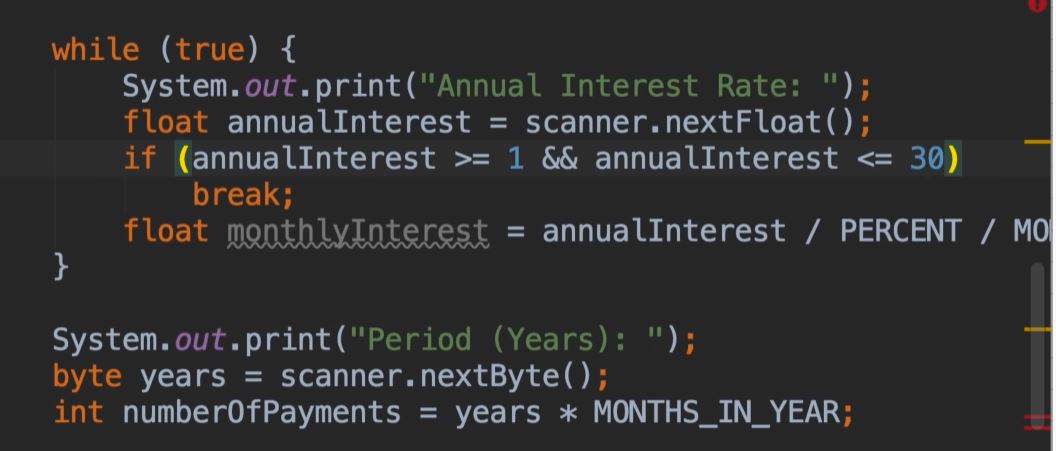 while (true) {
System.out.print("Annual Interest Rate: ");
float annualInterest = scanner.nextFloat();
if (annualInterest >= 1 && annualInterest <= 30)
break;
float monthlyInterest = annualInterest / PERCENT / MO
}
System.out.print("Period (Years): ");
byte years = scanner.nextByte();
int numberOfPayments = years * MONTHS_IN_YEAR;